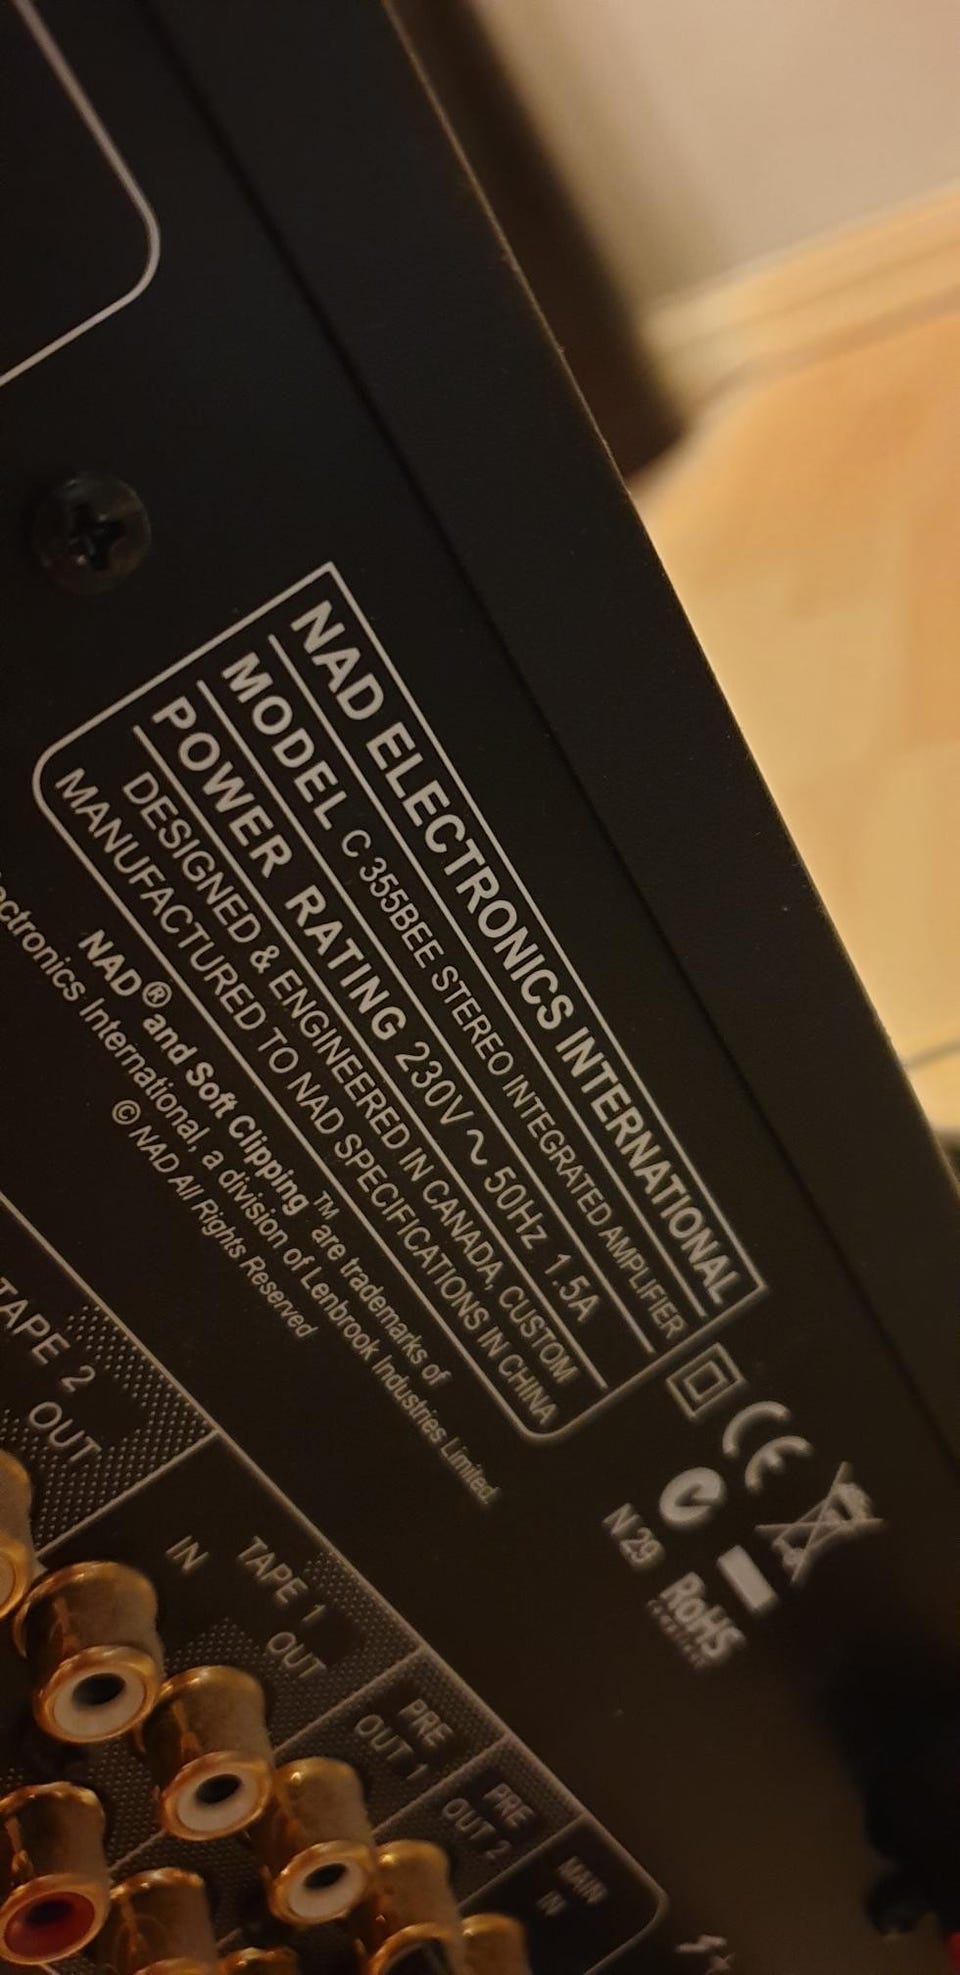 NAD ELECTRONICS INTERNATIONAL
MODEL C 355BEE STEREO INTEGRATED AMPLIFIER
POWER RATING 230V ~ 50Hz 1.5A
DESIGNED & ENGINEERED IN CANADA, CUSTOM
MANUFACTURED TO NAD SPECIFICATIONS IN CHINA
NAD® and Soft Clipping™ are trademarks of
International, a division of Lenbrook Industries Limited.
© NAD All Rights Reserved
CE
N29
RoHS
TAPE 2
OUT
TAPE 1
IN
OUT
PRE
OUT 1
PRE
OUT 2
MAIN
IN